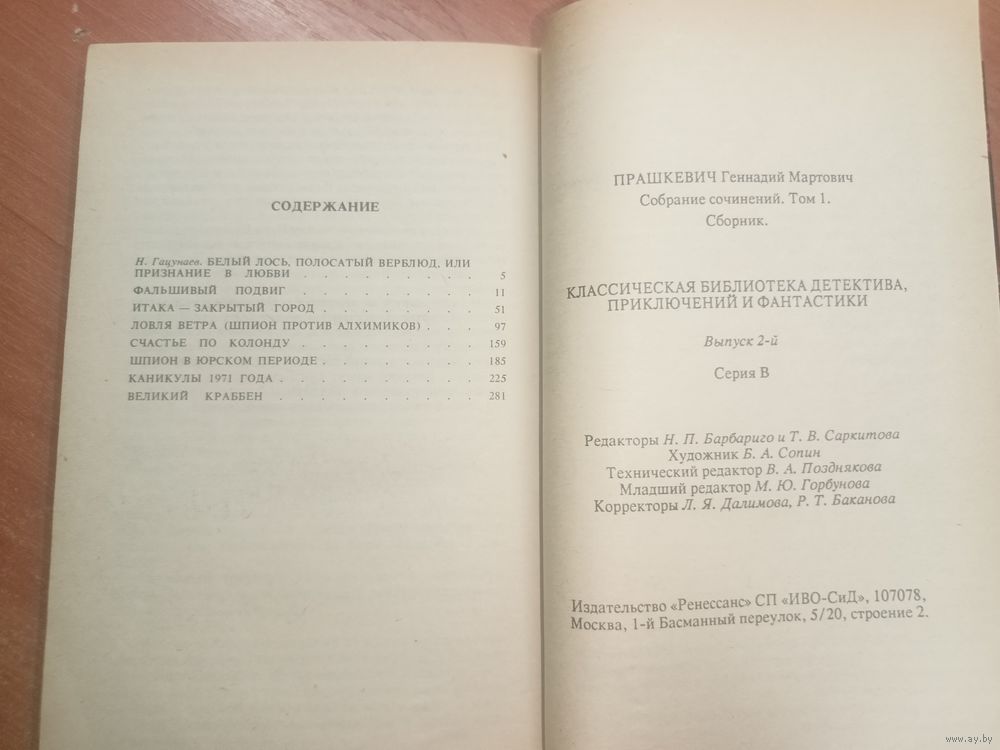 СОДЕРЖАНИЕ
Н. Гацунаев. БЕЛЫЙ ЛОСЬ, ПОЛОСАТЫЙ ВЕРБЛЮД, ИЛИ
ПРИЗНАНИЕ В ЛЮБВИ . . . . . . . . . 5
ФАЛЬШИВЫЙ ПОДВИГ . . . . . . . . . 11
ИТАКА — ЗАКРЫТЫЙ ГОРОД . . . . . . . . 51
ЛОВЛЯ ВЕТРА (ШПИОН ПРОТИВ АЛХИМИКОВ) . . . 97
СЧАСТЬЕ ПО КОЛОНДУ . . . . . . . . . 159
ШПИОН В ЮРСКОМ ПЕРИОДЕ . . . . . . . . 185
КАНИКУЛЫ 1971 ГОДА . . . . . . . . . 225
ВЕЛИКИЙ КРАББЕН . . . . . . . . . . 281
ПРАШКЕВИЧ Геннадий Мартович
Собрание сочинений. Том 1.
Сборник.
КЛАССИЧЕСКАЯ БИБЛИОТЕКА ДЕТЕКТИВА,
ПРИКЛЮЧЕНИЙ И ФАНТАСТИКИ
Выпуск 2-й
Серия В
Редакторы Н. П. Барбариго и Т. В. Саркитова
Художник Б. А. Сопин
Технический редактор В. А. Позднякова
Младший редактор М. Ю. Горбунова
Корректоры Л. Я. Далимова, Р. Т. Баканова
Издательство «Ренессанс» СП «ИВО-СиД», 107078,
Москва, 1-й Басманный переулок, 5/20, строение 2.
www.ay.by